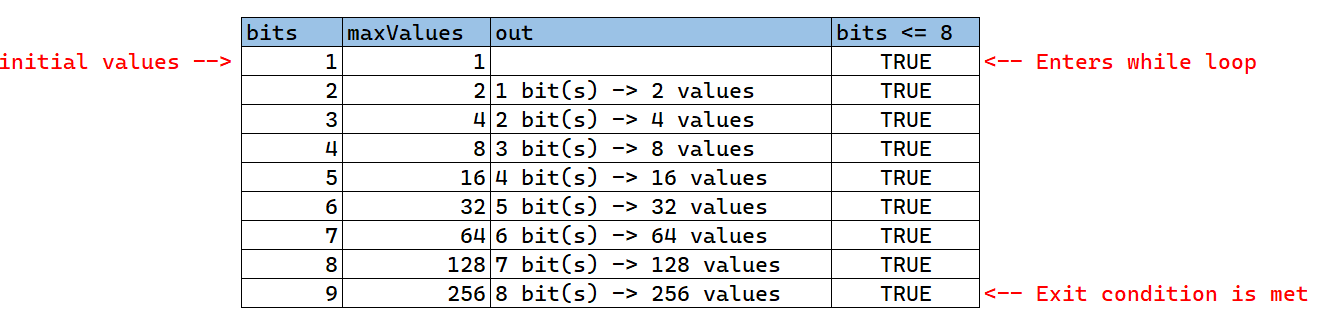 bits maxValues out bits <= 8
initial values --> 1 1 TRUE <-- Enters while loop
2 2 1 bit(s) -> 2 values TRUE
3 4 2 bit(s) -> 4 values TRUE
4 8 3 bit(s) -> 8 values TRUE
5 16 4 bit(s) -> 16 values TRUE
6 32 5 bit(s) -> 32 values TRUE
7 64 6 bit(s) -> 64 values TRUE
8 128 7 bit(s) -> 128 values TRUE
9 256 8 bit(s) -> 256 values TRUE <-- Exit condition is met